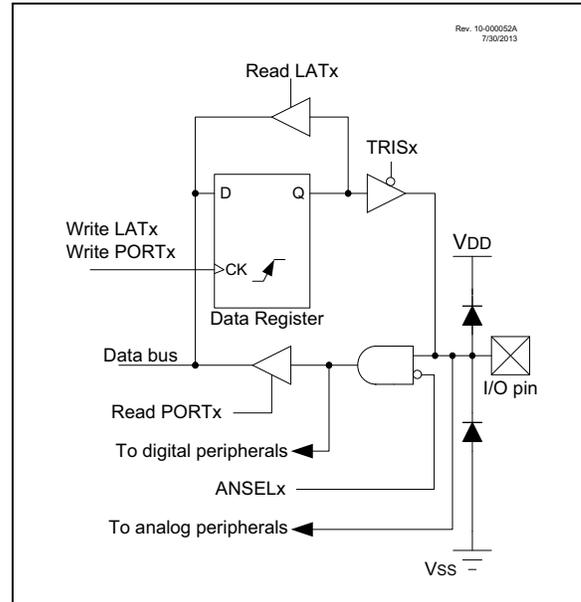 Rev. 10-000052A
7/30/2013
Read LATx
TRISx
D Q
Write LATx
Write PORTx
CK
VDD
Data Register
Data bus
I/O pin
Read PORTx
To digital peripherals
ANSELx
To analog peripherals
VSS